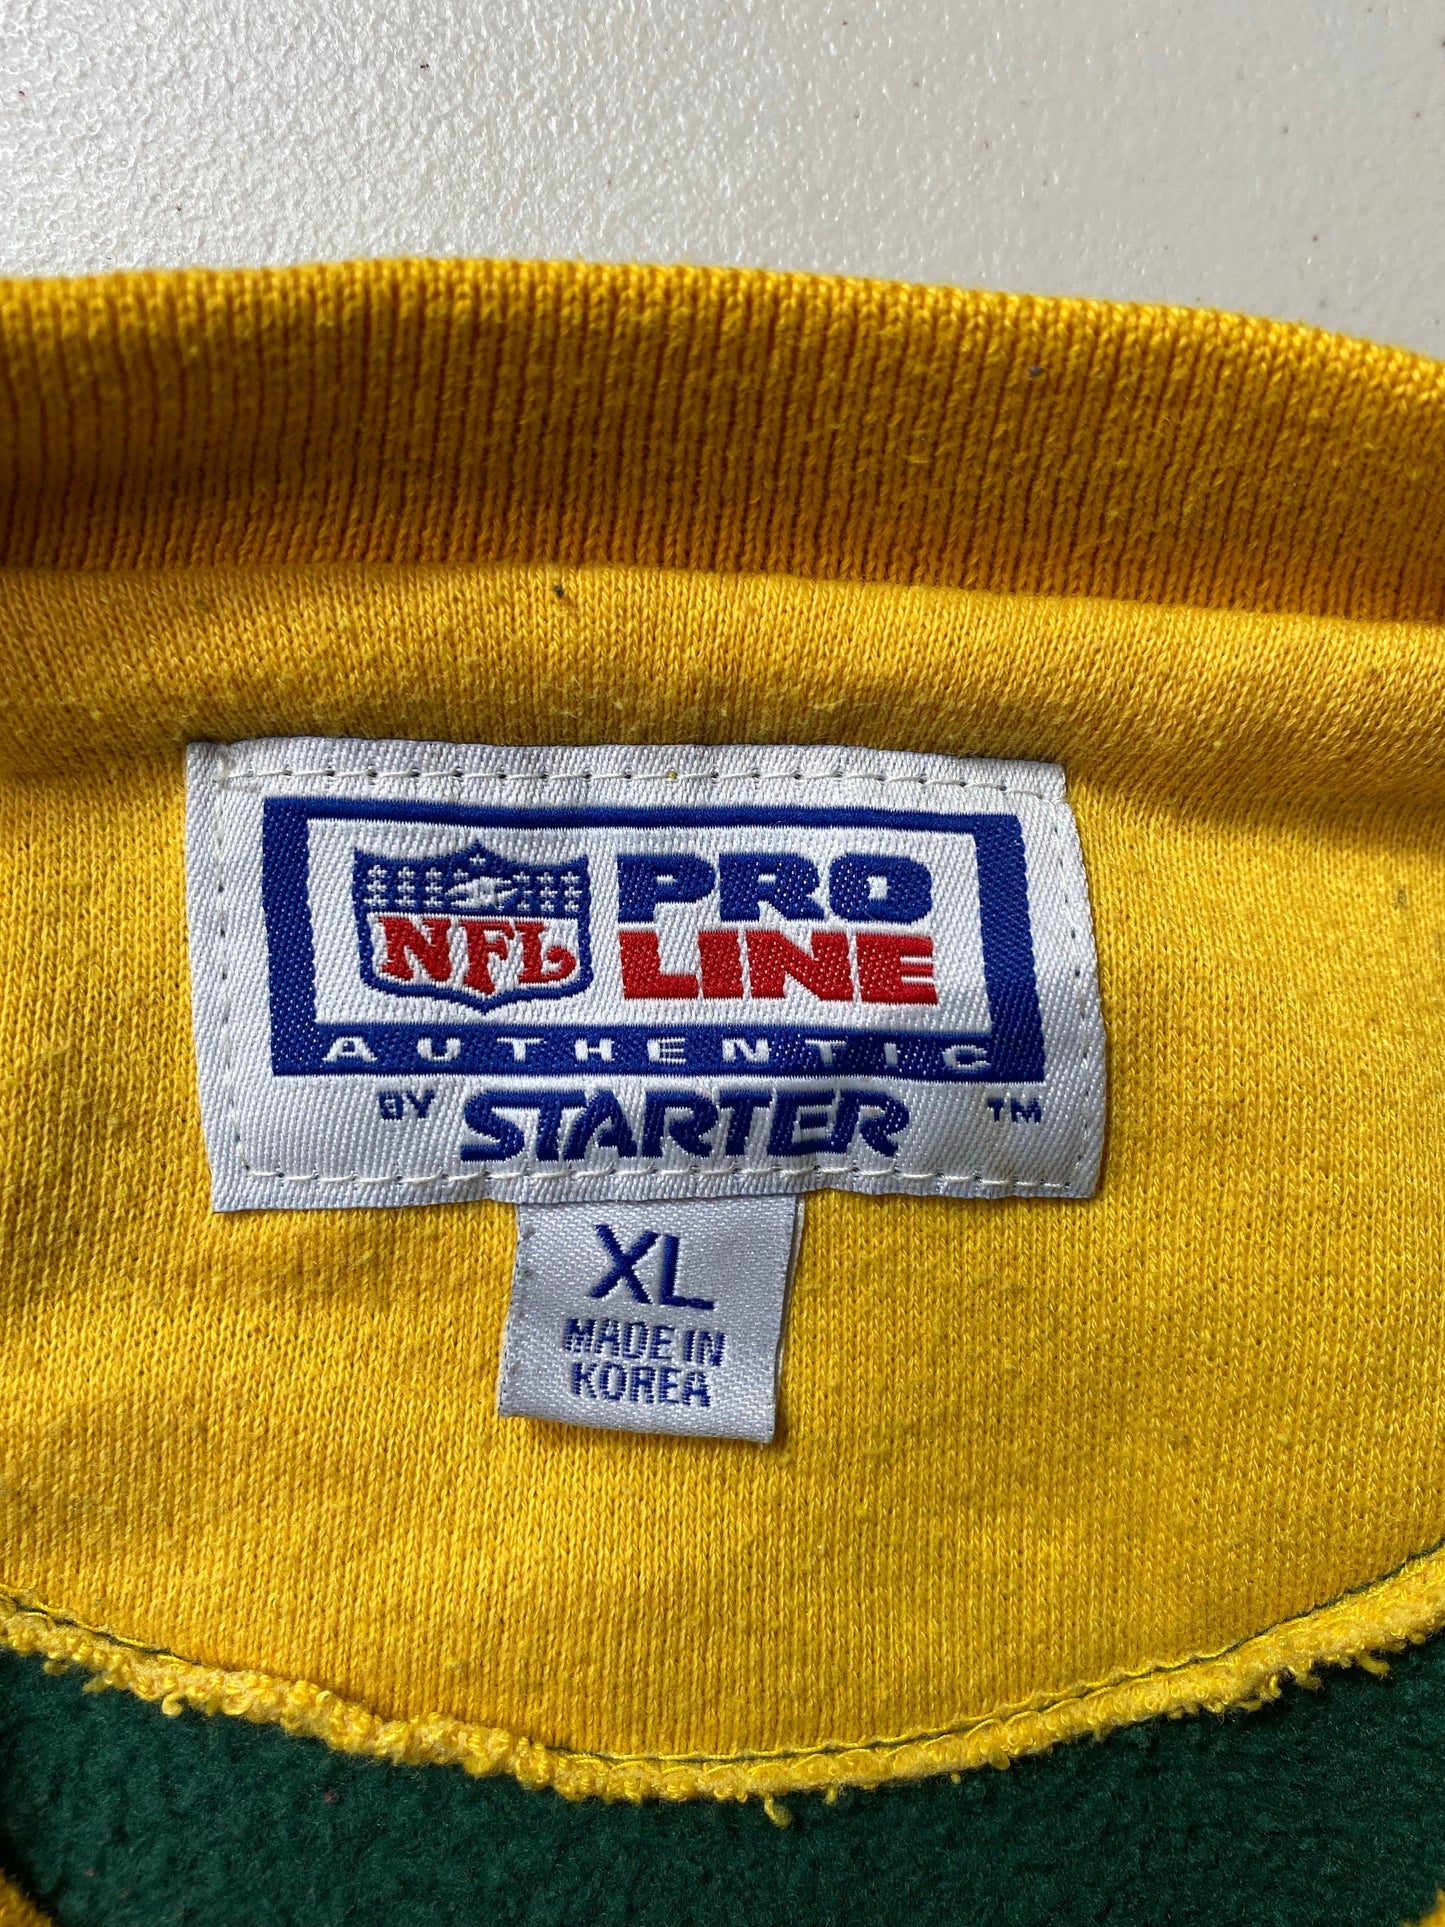 NFL
PRO
LINE
AUTHENTIC
BY STARTER ™
XL
MADE IN
KOREA